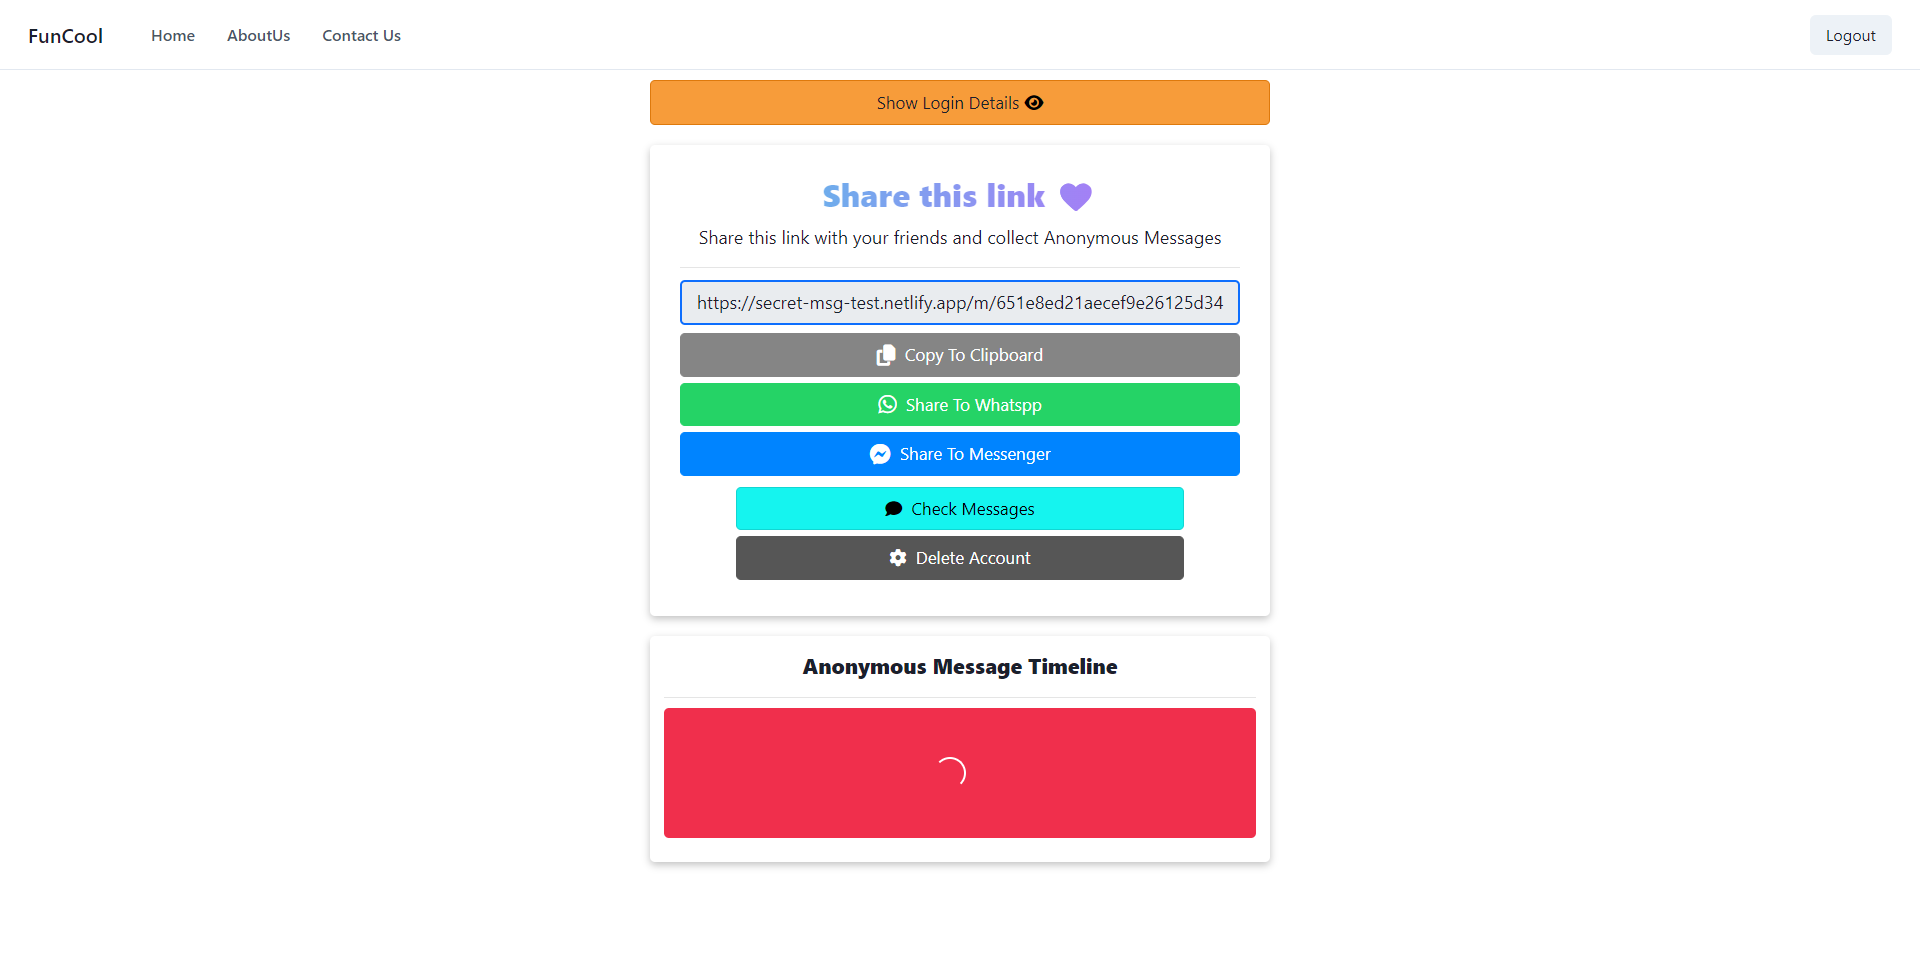 FunCool
Home
AboutUs
Contact Us
Logout
Show Login Details
Share this link
Share this link with your friends and collect Anonymous Messages
https://secret-msg-test.netlify.app/m/651e8ed21aecef9e26125d34
Copy To Clipboard
Share To Whatspp
Share To Messenger
Check Messages
Delete Account
Anonymous Message Timeline